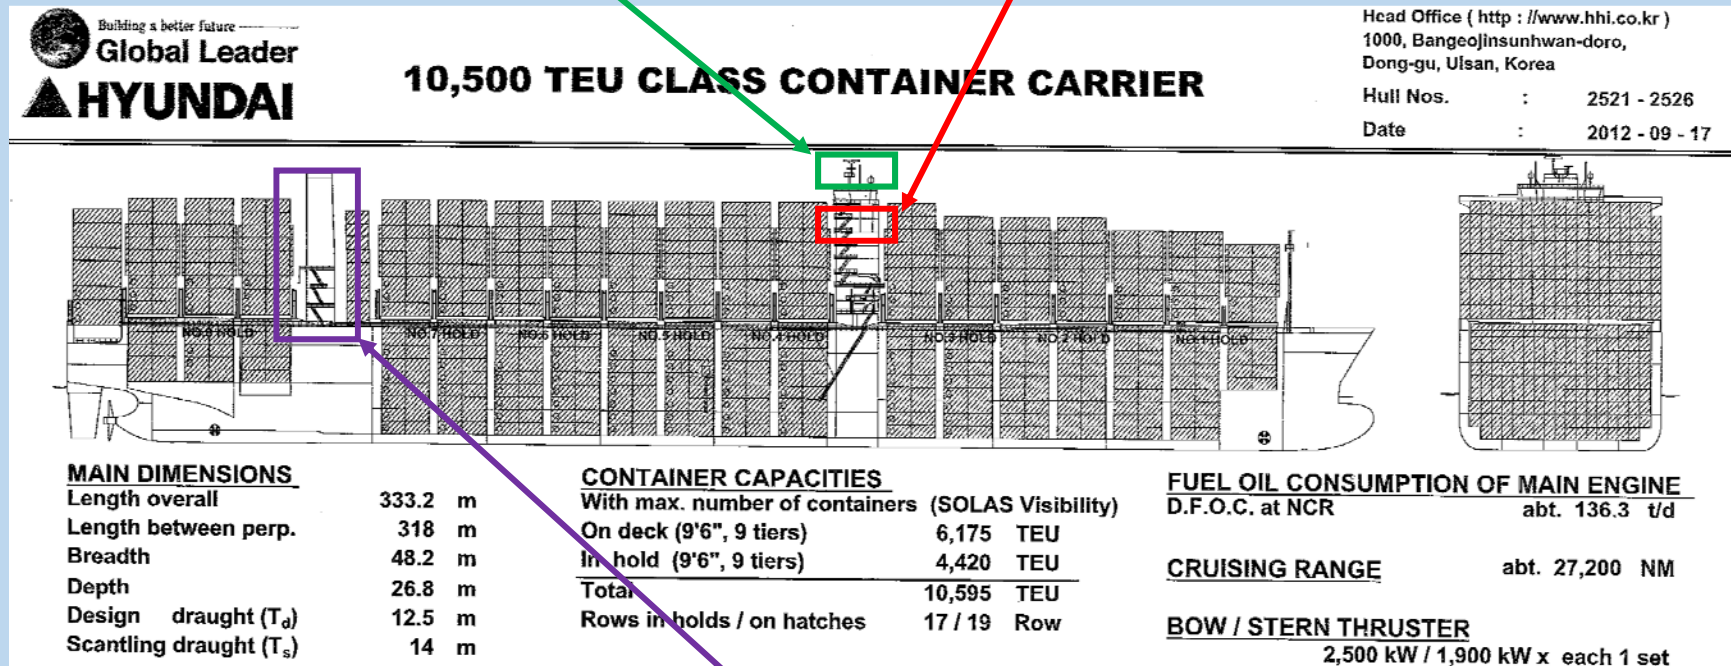 Building a better future
Global Leader
HYUNDAI
10,500 TEU CLASS CONTAINER CARRIER
Head Office ( http : //www.hhi.co.kr )
1000, Bangeojinsunhwan-doro,
Dong-gu, Ulsan, Korea
Hull Nos. : 2521 - 2526
Date : 2012 - 09 - 17
NO.8 HOLD NO.7 HOLD NO.6 HOLD NO.5 HOLD NO.4 HOLD NO.3 HOLD NO.2 HOLD NO.1 HOLD
MAIN DIMENSIONS
Length overall 333.2 m
Length between perp. 318 m
Breadth 48.2 m
Depth 26.8 m
Design draught (Td) 12.5 m
Scantling draught (Ts) 14 m
CONTAINER CAPACITIES
With max. number of containers (SOLAS Visibility)
On deck (9'6", 9 tiers) 6,175 TEU
In hold (9'6", 9 tiers) 4,420 TEU
Total 10,595 TEU
Rows in holds / on hatches 17 / 19 Row
FUEL OIL CONSUMPTION OF MAIN ENGINE
D.F.O.C. at NCR abt. 136.3 t/d
CRUISING RANGE abt. 27,200 NM
BOW / STERN THRUSTER
2,500 kW / 1,900 kW x each 1 set